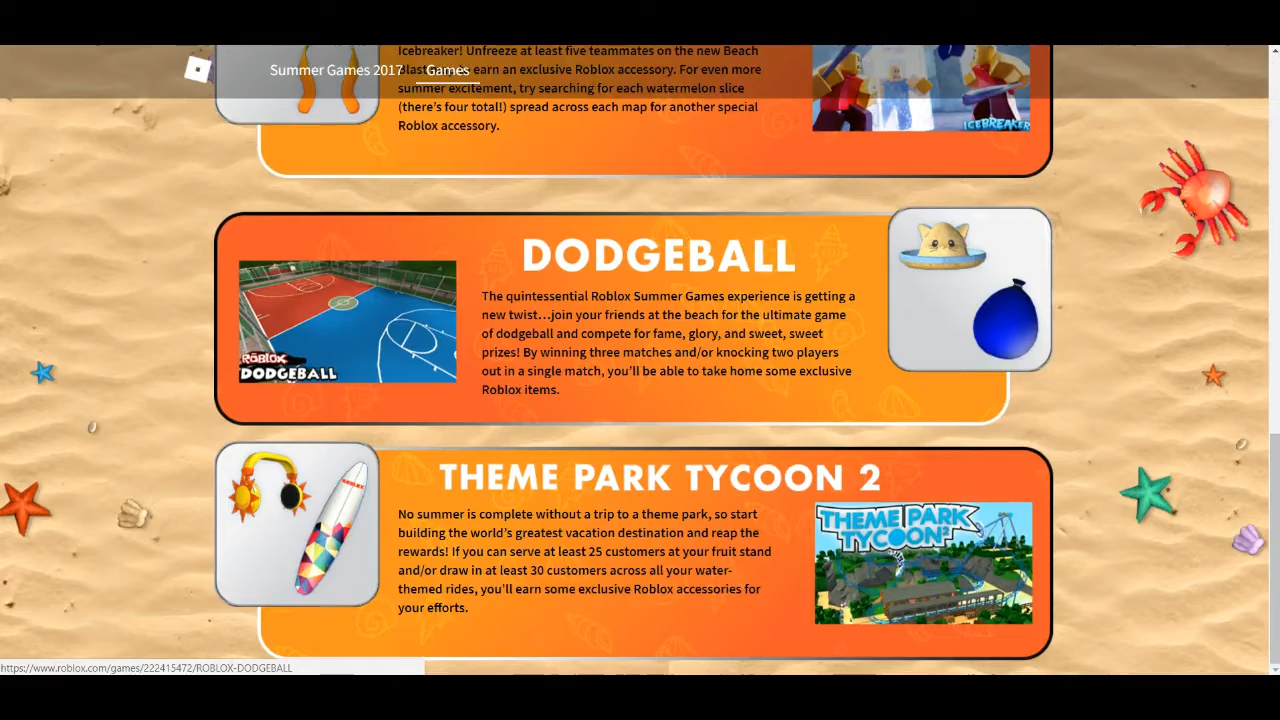 Icebreaker! Unfreeze at least five teammates on the new Beach
Summer Games 2017 Games
earn an exclusive Roblox accessory. For even more
summer excitement, try searching for each watermelon slice
(there's four total!) spread across each map for another special
Roblox accessory.
ICEBREAKER
DODGEBALL
The quintessential Roblox Summer Games experience is getting a
new twist…join your friends at the beach for the ultimate game
of dodgeball and compete for fame, glory, and sweet, sweet
prizes! By winning three matches and/or knocking two players
out in a single match, you'll be able to take home some exclusive
Roblox items.
ROBLOX
DODGEBALL
THEME PARK TYCOON 2
No summer is complete without a trip to a theme park, so start
building the world's greatest vacation destination and reap the
rewards! If you can serve at least 25 customers at your fruit stand
and/or draw in at least 30 customers across all your water-
themed rides, you'll earn some exclusive Roblox accessories for
your efforts.
ROBLOX
THEME PARK
TYCOON 2
https://www.roblox.com/games/222415472/ROBLOX-DODGEBALL